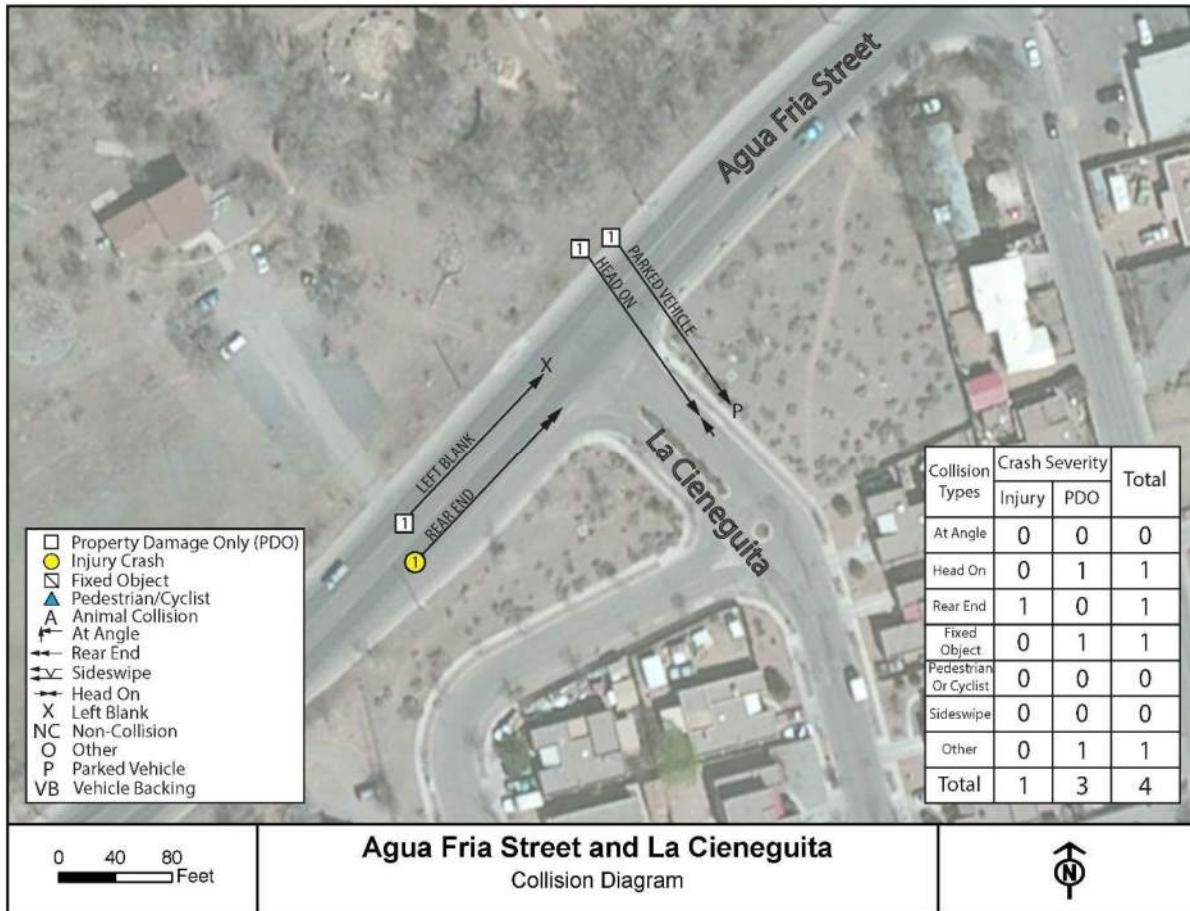 Agua Fria Street
1
1
HEAD ON
PARKED VEHICLE
X
P
LEFT BLANK
REAR END
1
1
La Cieneguita
Property Damage Only (PDO)
Injury Crash
Fixed Object
Pedestrian/Cyclist
A Animal Collision
At Angle
Rear End
Sideswipe
Head On
X Left Blank
NC Non-Collision
O Other
P Parked Vehicle
VB Vehicle Backing
Collision Types Crash Severity Total
Injury PDO
At Angle 0 0 0
Head On 0 1 1
Rear End 1 0 1
Fixed Object 0 1 1
Pedestrian Or Cyclist 0 0 0
Sideswipe 0 0 0
Other 0 1 1
Total 1 3 4
0 40 80
Feet
Agua Fria Street and La Cieneguita
Collision Diagram
N